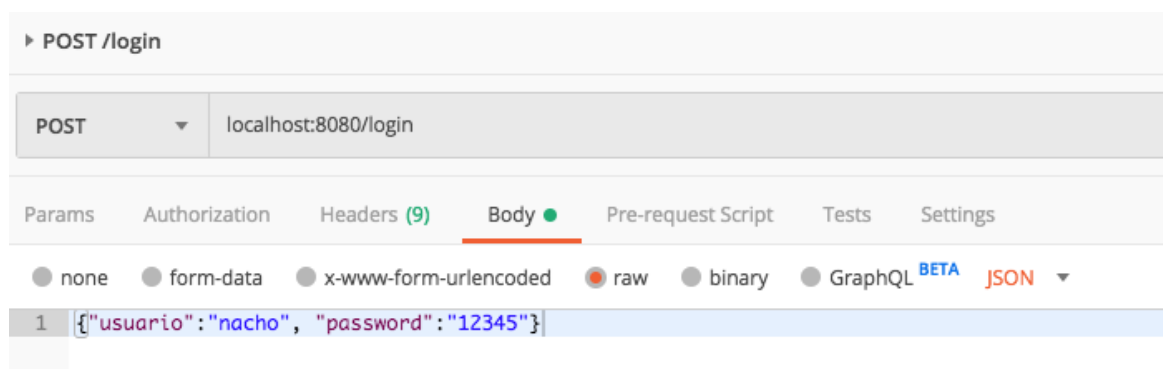 POST /login
POST localhost:8080/login
Params Authorization Headers (9) Body Pre-request Script Tests Settings
none form-data x-www-form-urlencoded raw binary GraphQL BETA JSON
1 {"usuario":"nacho", "password":"12345"}